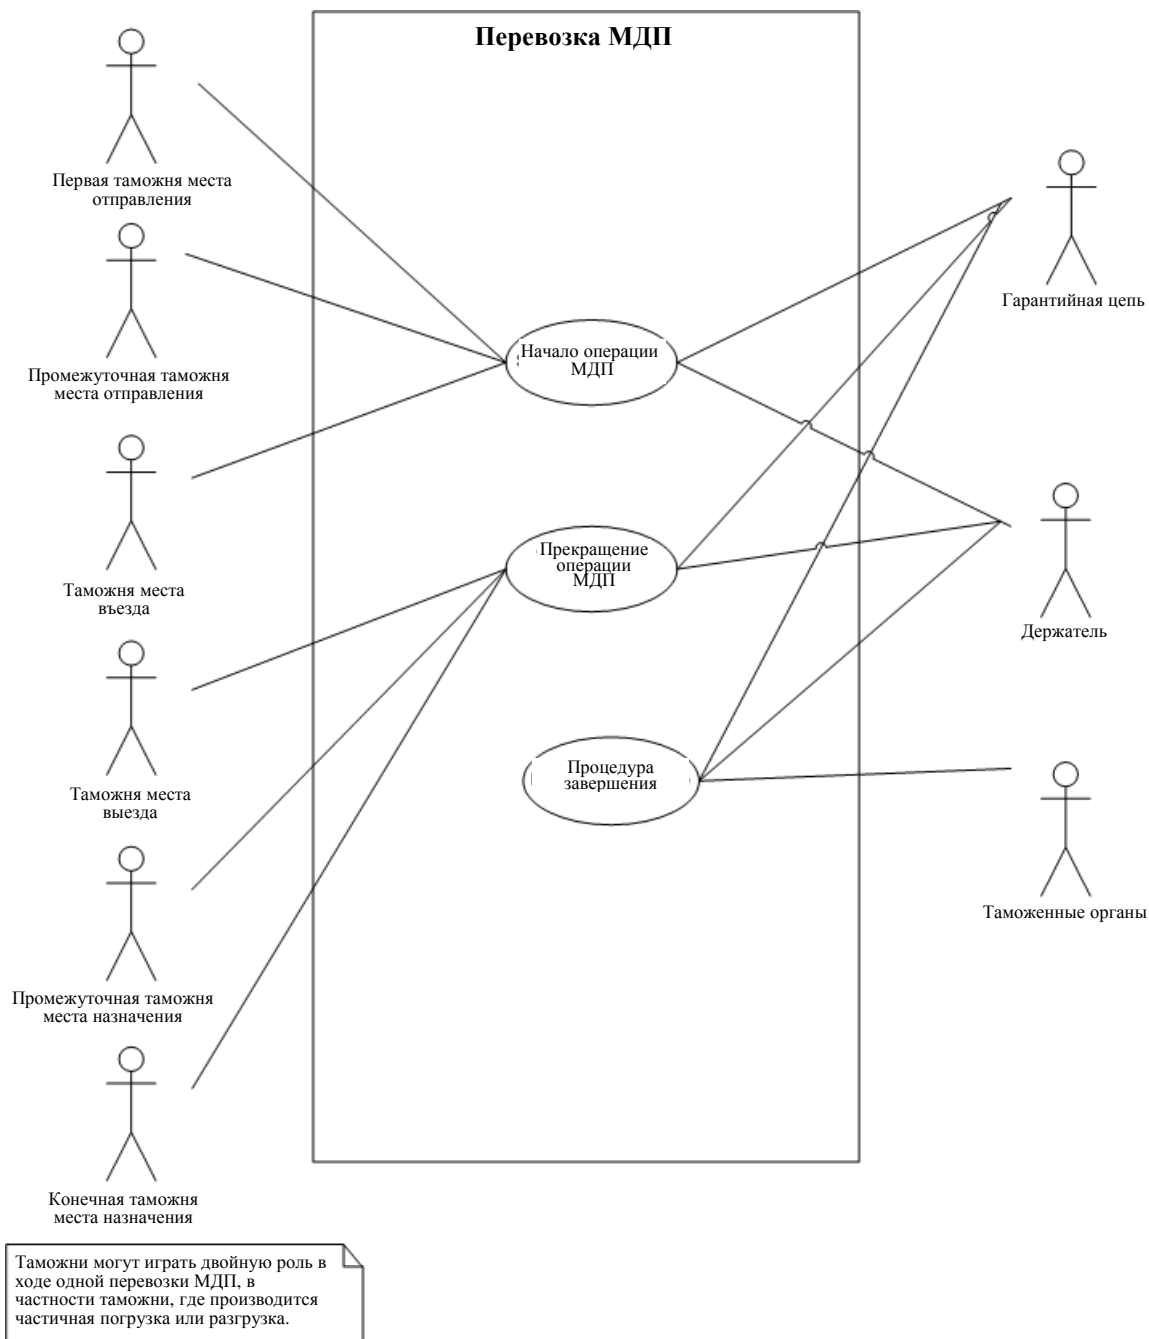 Перевозка МДП
Первая таможня места
отправления
Промежуточная таможня
места отправления
Таможня места
въезда
Таможня места
выезда
Промежуточная таможня
места назначения
Конечная таможня
места назначения
Начало операции
МДП
Прекращение
операции
МДП
Процедура
завершения
Гарантийная цепь
Держатель
Таможенные органы
Таможни могут играть двойную роль в
ходе одной перевозки МДП, в
частности таможни, где производится
частичная погрузка или разгрузка.